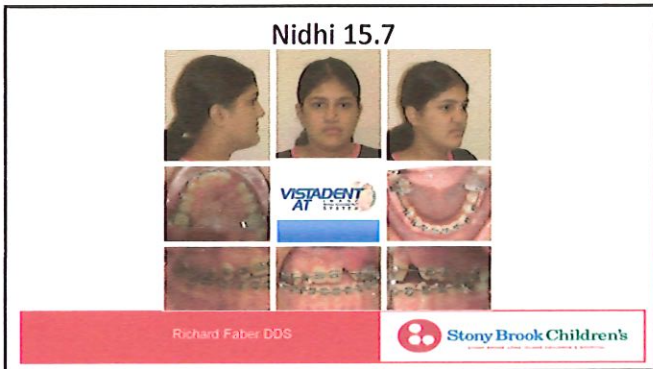 Nidhi 15.7
VISTADENT
AT
Richard Faber DDS
Stony Brook Children's